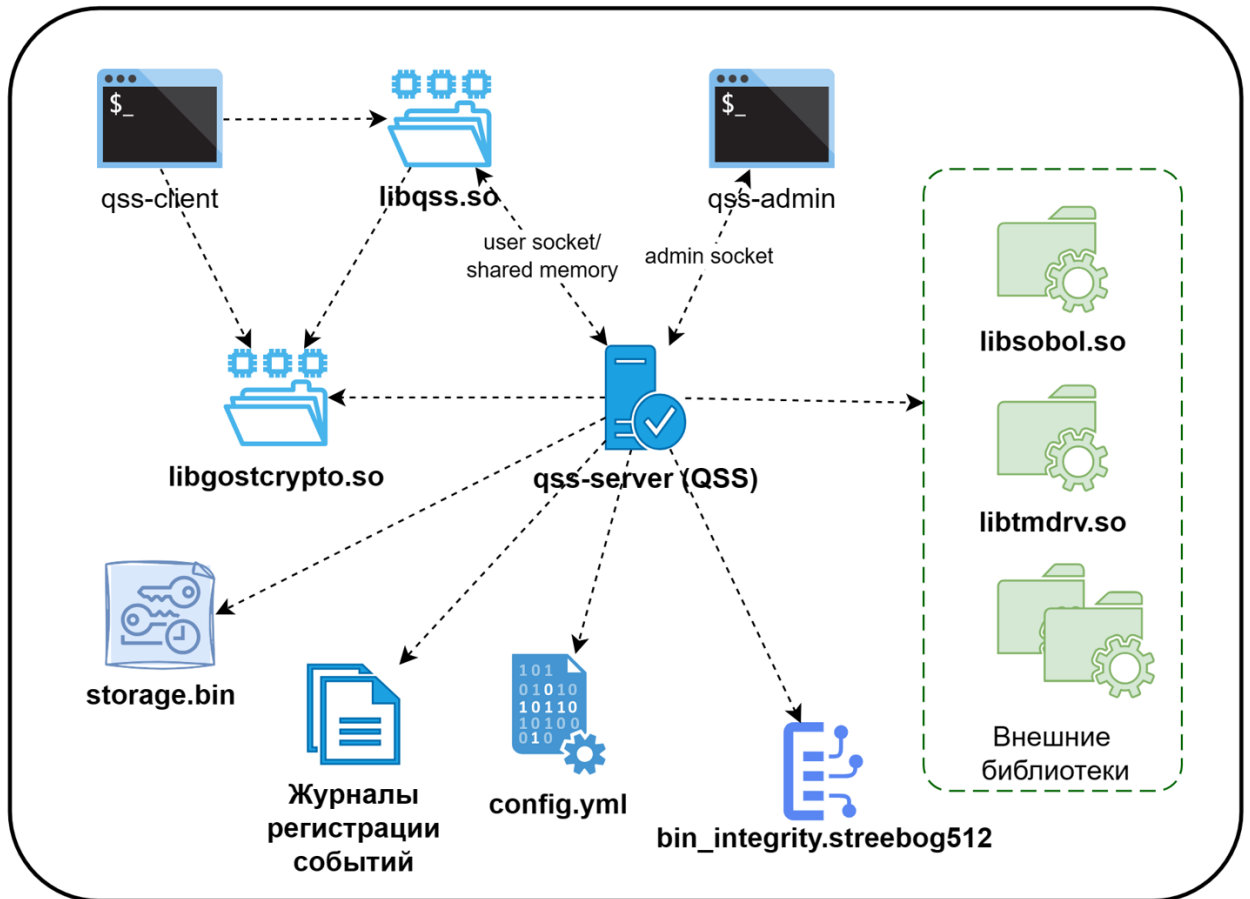 $_
$_
qss-client
libqss.so
qss-admin
user socket/
shared memory
admin socket
libsobol.so
libgostcrypto.so
qss-server (QSS)
libtmdrv.so
storage.bin
101
01010
10110
10100
010
Журналы
регистрации
событий
config.yml
bin_integrity.streebog512
Внешние
библиотеки